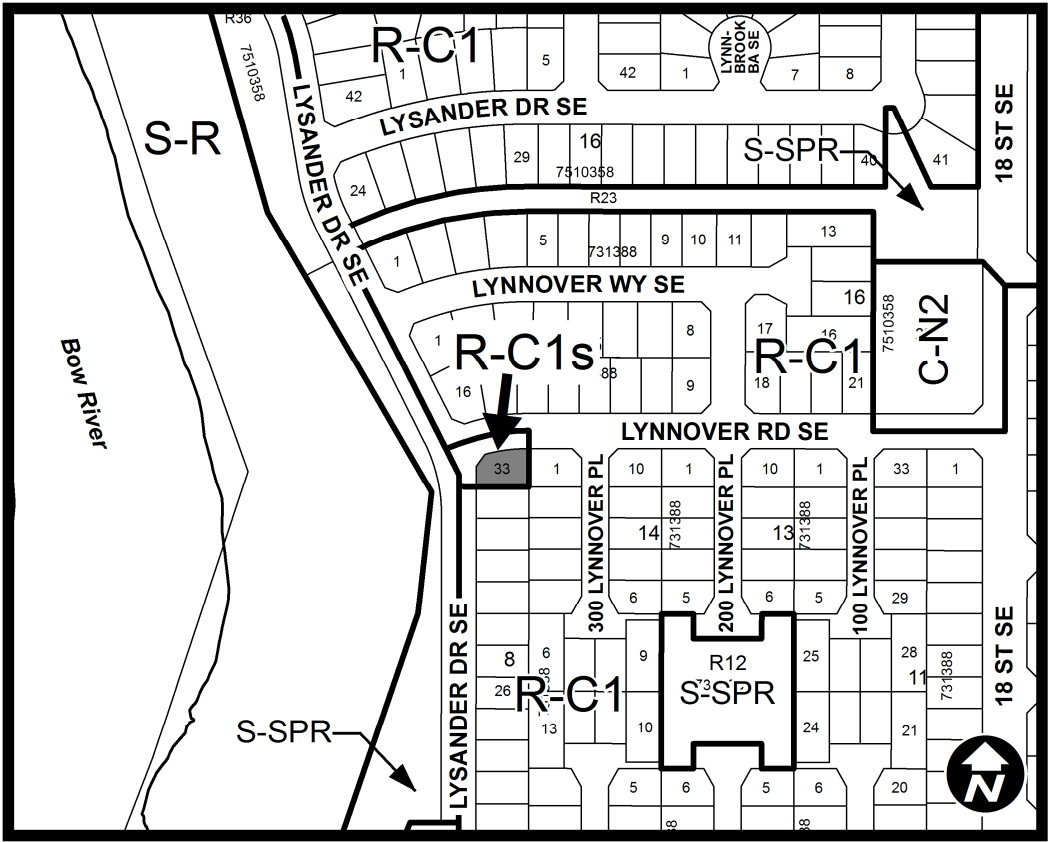 R36
7510358
R-C1
1
5
42
42
1
LYNN-
BROOK
BA SE
7
8
18 ST SE
LYSANDER DR SE
S-R
LYSANDER DR SE
16
29
7510358
S-SPR
40
41
24
R23
1
5
731388
9
10
11
13
LYNNOVER WY SE
16
7510358
C-N2
1
R-C1s
88
8
17
16
R-C1
16
9
18
21
Bow River
LYNNOVER RD SE
33
1
10
1
10
1
33
1
300 LYNNOVER PL
14
731388
200 LYNNOVER PL
13
731388
100 LYNNOVER PL
6
5
6
5
29
LYSANDER DR SE
8
6
26
R-C1
13
9
10
R12
S-SPR
25
24
28
11
731388
21
18 ST SE
S-SPR
5
6
5
6
20
38
38
N